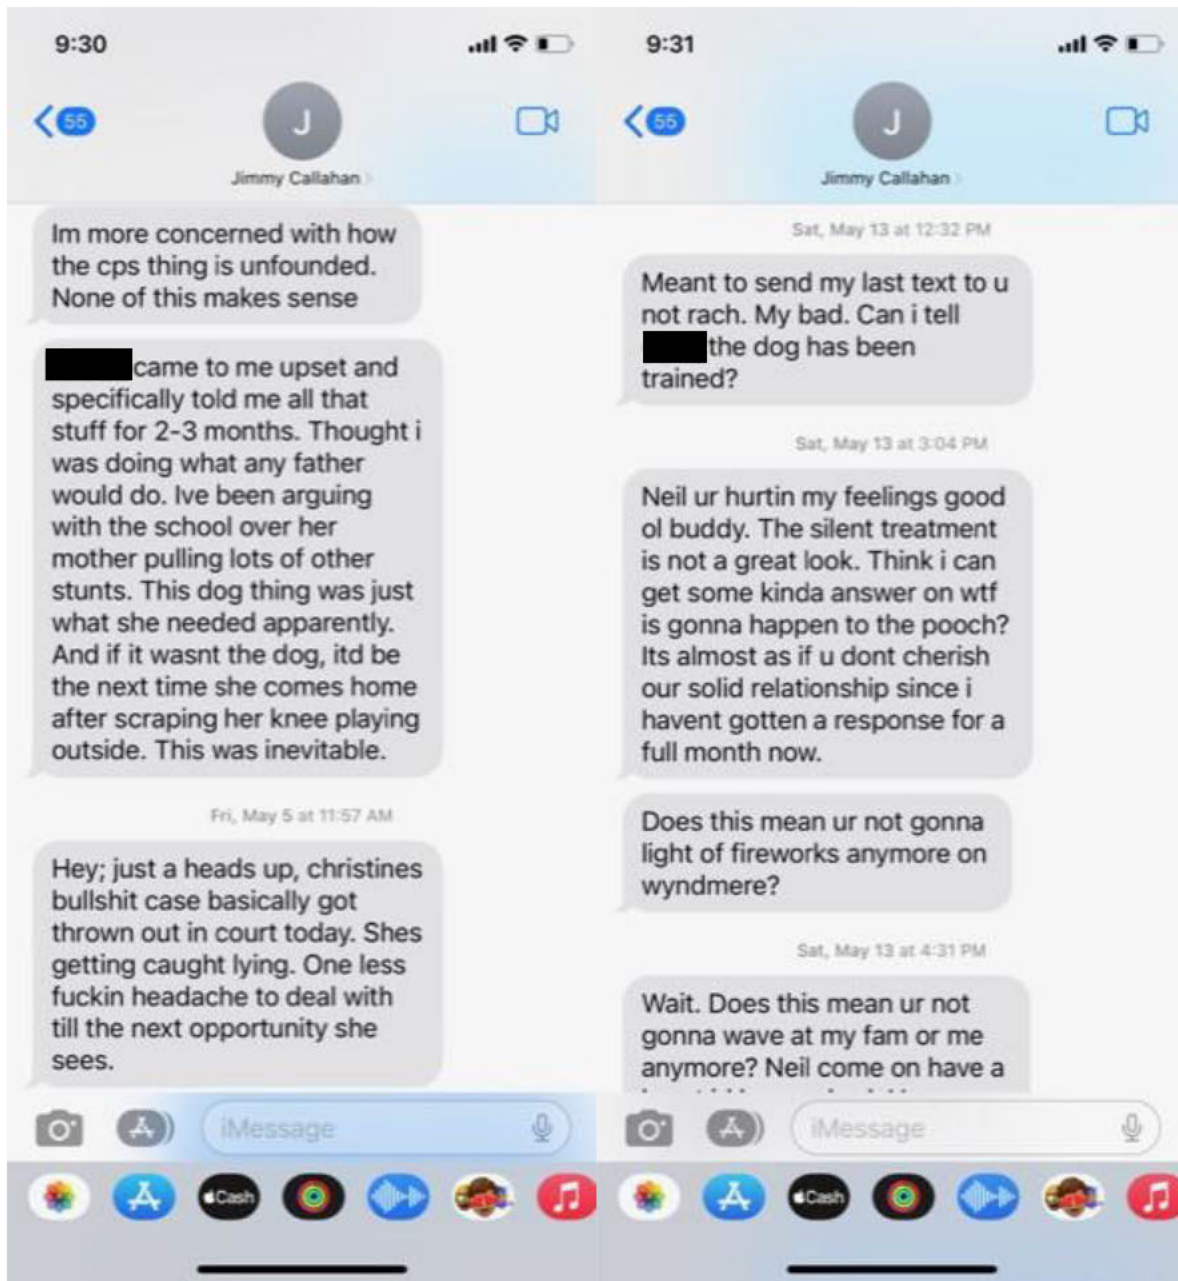 9:30
55
J
Jimmy Callahan
Im more concerned with how
the cps thing is unfounded.
None of this makes sense
came to me upset and
specifically told me all that
stuff for 2-3 months. Thought i
was doing what any father
would do. Ive been arguing
with the school over her
mother pulling lots of other
stunts. This dog thing was just
what she needed apparently.
And if it wasnt the dog, itd be
the next time she comes home
after scraping her knee playing
outside. This was inevitable.
Fri, May 5 at 11:57 AM
Hey; just a heads up, christines
bullshit case basically got
thrown out in court today. Shes
getting caught lying. One less
fuckin headache to deal with
till the next opportunity she
sees.
iMessage
Cash
9:31
55
J
Jimmy Callahan
Sat, May 13 at 12:32 PM
Meant to send my last text to u
not rach. My bad. Can i tell
the dog has been
trained?
Sat, May 13 at 3:04 PM
Neil ur hurtin my feelings good
ol buddy. The silent treatment
is not a great look. Think i can
get some kinda answer on wtf
is gonna happen to the pooch?
Its almost as if u dont cherish
our solid relationship since i
havent gotten a response for a
full month now.
Does this mean ur not gonna
light of fireworks anymore on
wyndmere?
Sat, May 13 at 4:31 PM
Wait. Does this mean ur not
gonna wave at my fam or me
anymore? Neil come on have a
iMessage
Cash